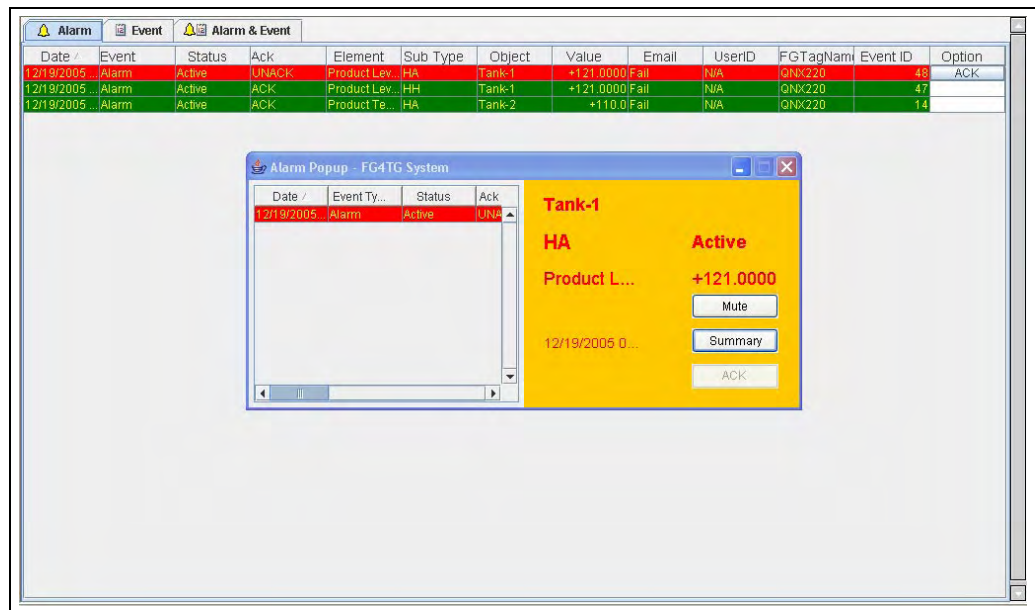 Alarm Event Alarm & Event
Date Event Status Ack Element Sub Type Object Value Email UserID FGTagNam Event ID Option
12/19/2005 ... Alarm Active UNACK Product Lev... HA Tank-1 +121.0000 Fail N/A QNX220 48 ACK
12/19/2005 ... Alarm Active ACK Product Lev... HH Tank-1 +121.0000 Fail N/A QNX220 47
12/19/2005 ... Alarm Active ACK Product Te... HA Tank-2 +110.0 Fail N/A QNX220 14
Alarm Popup - FG4TG System
Date Event Ty... Status Ack
12/19/2005... Alarm Active UNA
Tank-1
HA Active
Product L... +121.0000
Mute
12/19/2005 0... Summary
ACK